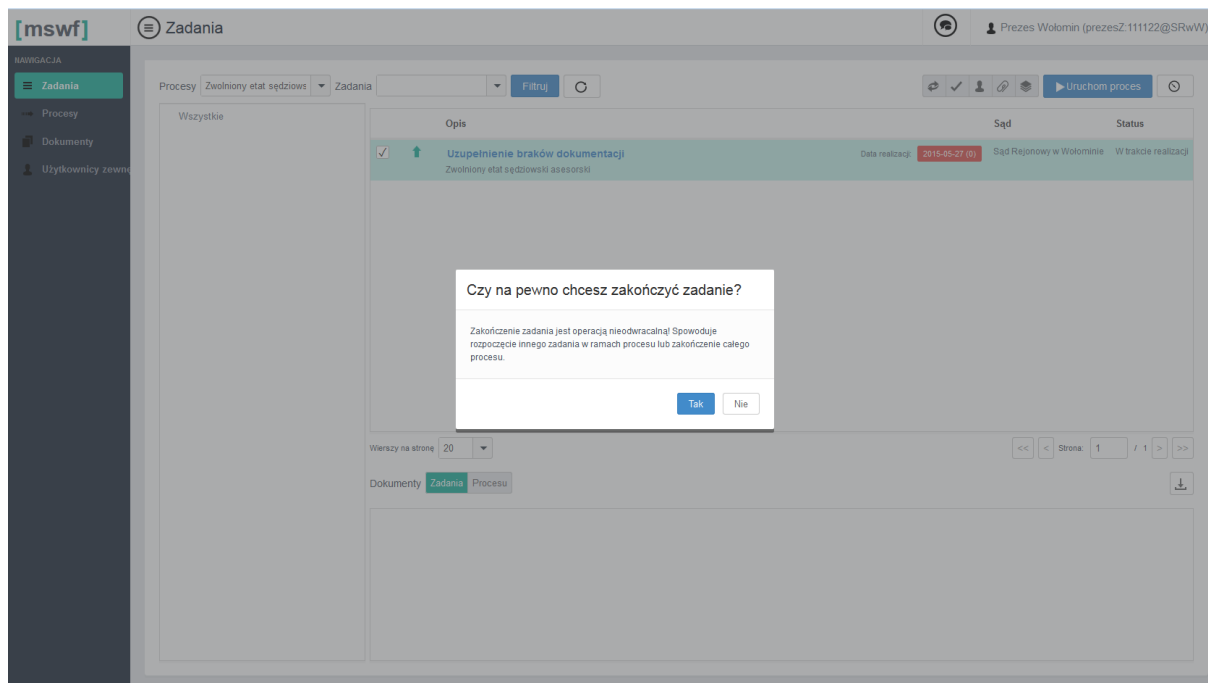 [mswf]
Zadania
Prezes Wołomin (prezesZ:111122@SRwW)
NAWIGACJA
Zadania
Procesy
Dokumenty
Użytkownicy zewnę
Procesy Zwolniony etat sędziows Zadania Filtruj Uruchom proces
Wszystkie
Opis Sąd Status
Uzupełnienie braków dokumentacji Data realizacji: 2015-05-27 (0) Sąd Rejonowy w Wołominie W trakcie realizacji
Zwolniony etat sędziowski asesorski
Czy na pewno chcesz zakończyć zadanie?
Zakończenie zadania jest operacją nieodwracalną! Spowoduje
rozpoczęcie innego zadania w ramach procesu lub zakończenie całego
procesu.
Tak Nie
Wierszy na stronę 20 << < Strona: 1 / 1 > >>
Dokumenty Zadania Procesu